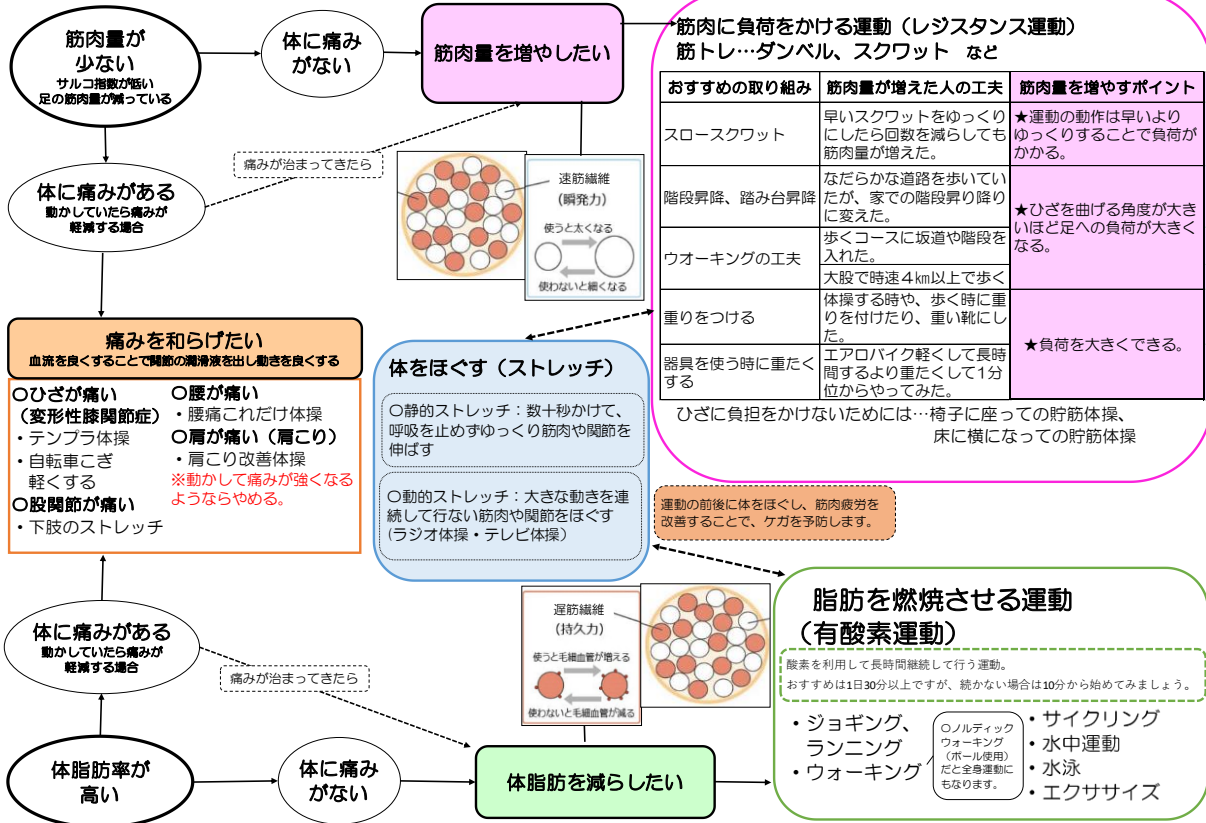 筋肉量が
少ない
サルコ指数が低い
足の筋肉量が減っている
体に痛み
がない
筋肉量を増やしたい
筋肉に負荷をかける運動（レジスタンス運動）
筋トレ…ダンベル、スクワット　など
おすすめの取り組み
筋肉量が増えた人の工夫
筋肉量を増やすポイント
スロースクワット
早いスクワットをゆっくり
にしたら回数を減らしても
筋肉量が増えた。
★運動の動作は早いより
ゆっくりすることで負荷が
かかる。
階段昇降、踏み台昇降
なだらかな道路を歩いてい
たが、家での階段昇り降り
に変えた。
★ひざを曲げる角度が大き
いほど足への負荷が大きく
なる。
ウオーキングの工夫
歩くコースに坂道や階段を
入れた。
大股で時速４㎞以上で歩く
重りをつける
体操する時や、歩く時に重
りを付けたり、重い靴にし
た。
★負荷を大きくできる。
器具を使う時に重たく
する
エアロバイク軽くして長時
間するより重たくして1分
位からやってみた。
ひざに負担をかけないためには…椅子に座っての貯筋体操、
床に横になっての貯筋体操
体に痛みがある
動かしていたら痛みが
軽減する場合
痛みが治まってきたら
速筋繊維
（瞬発力）
使うと太くなる
使わないと細くなる
痛みを和らげたい
血流を良くすることで関節の潤滑液を出し動きを良くする
〇ひざが痛い
（変形性膝関節症）
・テンプラ体操
・自転車こぎ
軽くする
〇股関節が痛い
・下肢のストレッチ
〇腰が痛い
・腰痛これだけ体操
〇肩が痛い（肩こり）
・肩こり改善体操
※動かして痛みが強くなる
ようならやめる。
体をほぐす（ストレッチ）
〇静的ストレッチ：数十秒かけて、
呼吸を止めずゆっくり筋肉や関節を
伸ばす
〇動的ストレッチ：大きな動きを連
続して行ない筋肉や関節をほぐす
(ラジオ体操・テレビ体操）
運動の前後に体をほぐし、筋肉疲労を
改善することで、ケガを予防します。
体に痛みがある
動かしていたら痛みが
軽減する場合
痛みが治まってきたら
遅筋繊維
（持久力）
使うと毛細血管が増える
使わないと毛細血管が減る
脂肪を燃焼させる運動
（有酸素運動）
酸素を利用して長時間継続して行う運動。
おすすめは1日30分以上ですが、続かない場合は10分から始めてみましょう。
・ジョギング、
ランニング
・ウォーキング
〇ノルディック
ウォーキング
（ポール使用）
だと全身運動に
もなります。
・サイクリング
・水中運動
・水泳
・エクササイズ
体脂肪率が
高い
体に痛み
がない
体脂肪を減らしたい